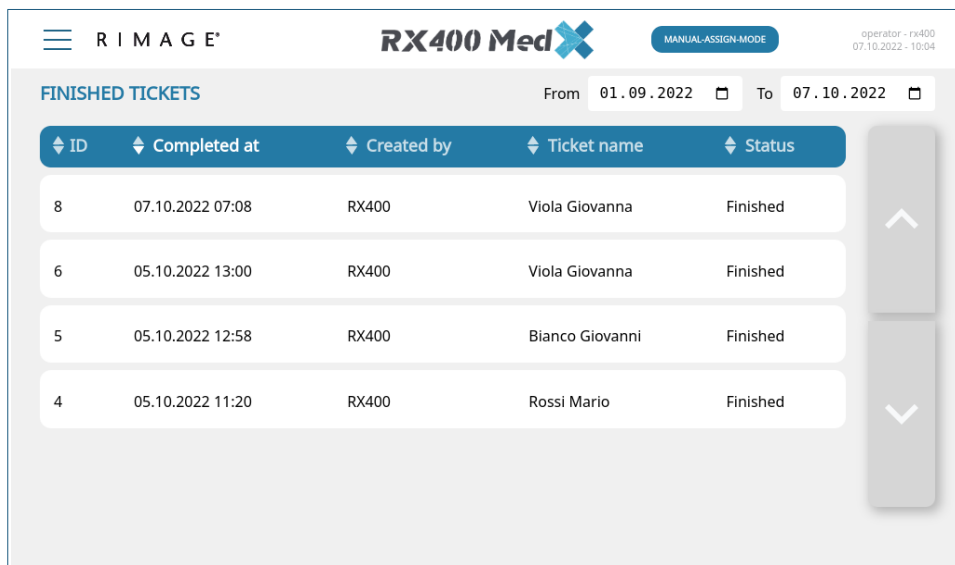 RIMAGE®
RX400 Med
MANUAL-ASSIGN-MODE
operator - rx400
07.10.2022 - 10:04
FINISHED TICKETS
From 01.09.2022 To 07.10.2022
ID Completed at Created by Ticket name Status
8 07.10.2022 07:08 RX400 Viola Giovanna Finished
6 05.10.2022 13:00 RX400 Viola Giovanna Finished
5 05.10.2022 12:58 RX400 Bianco Giovanni Finished
4 05.10.2022 11:20 RX400 Rossi Mario Finished